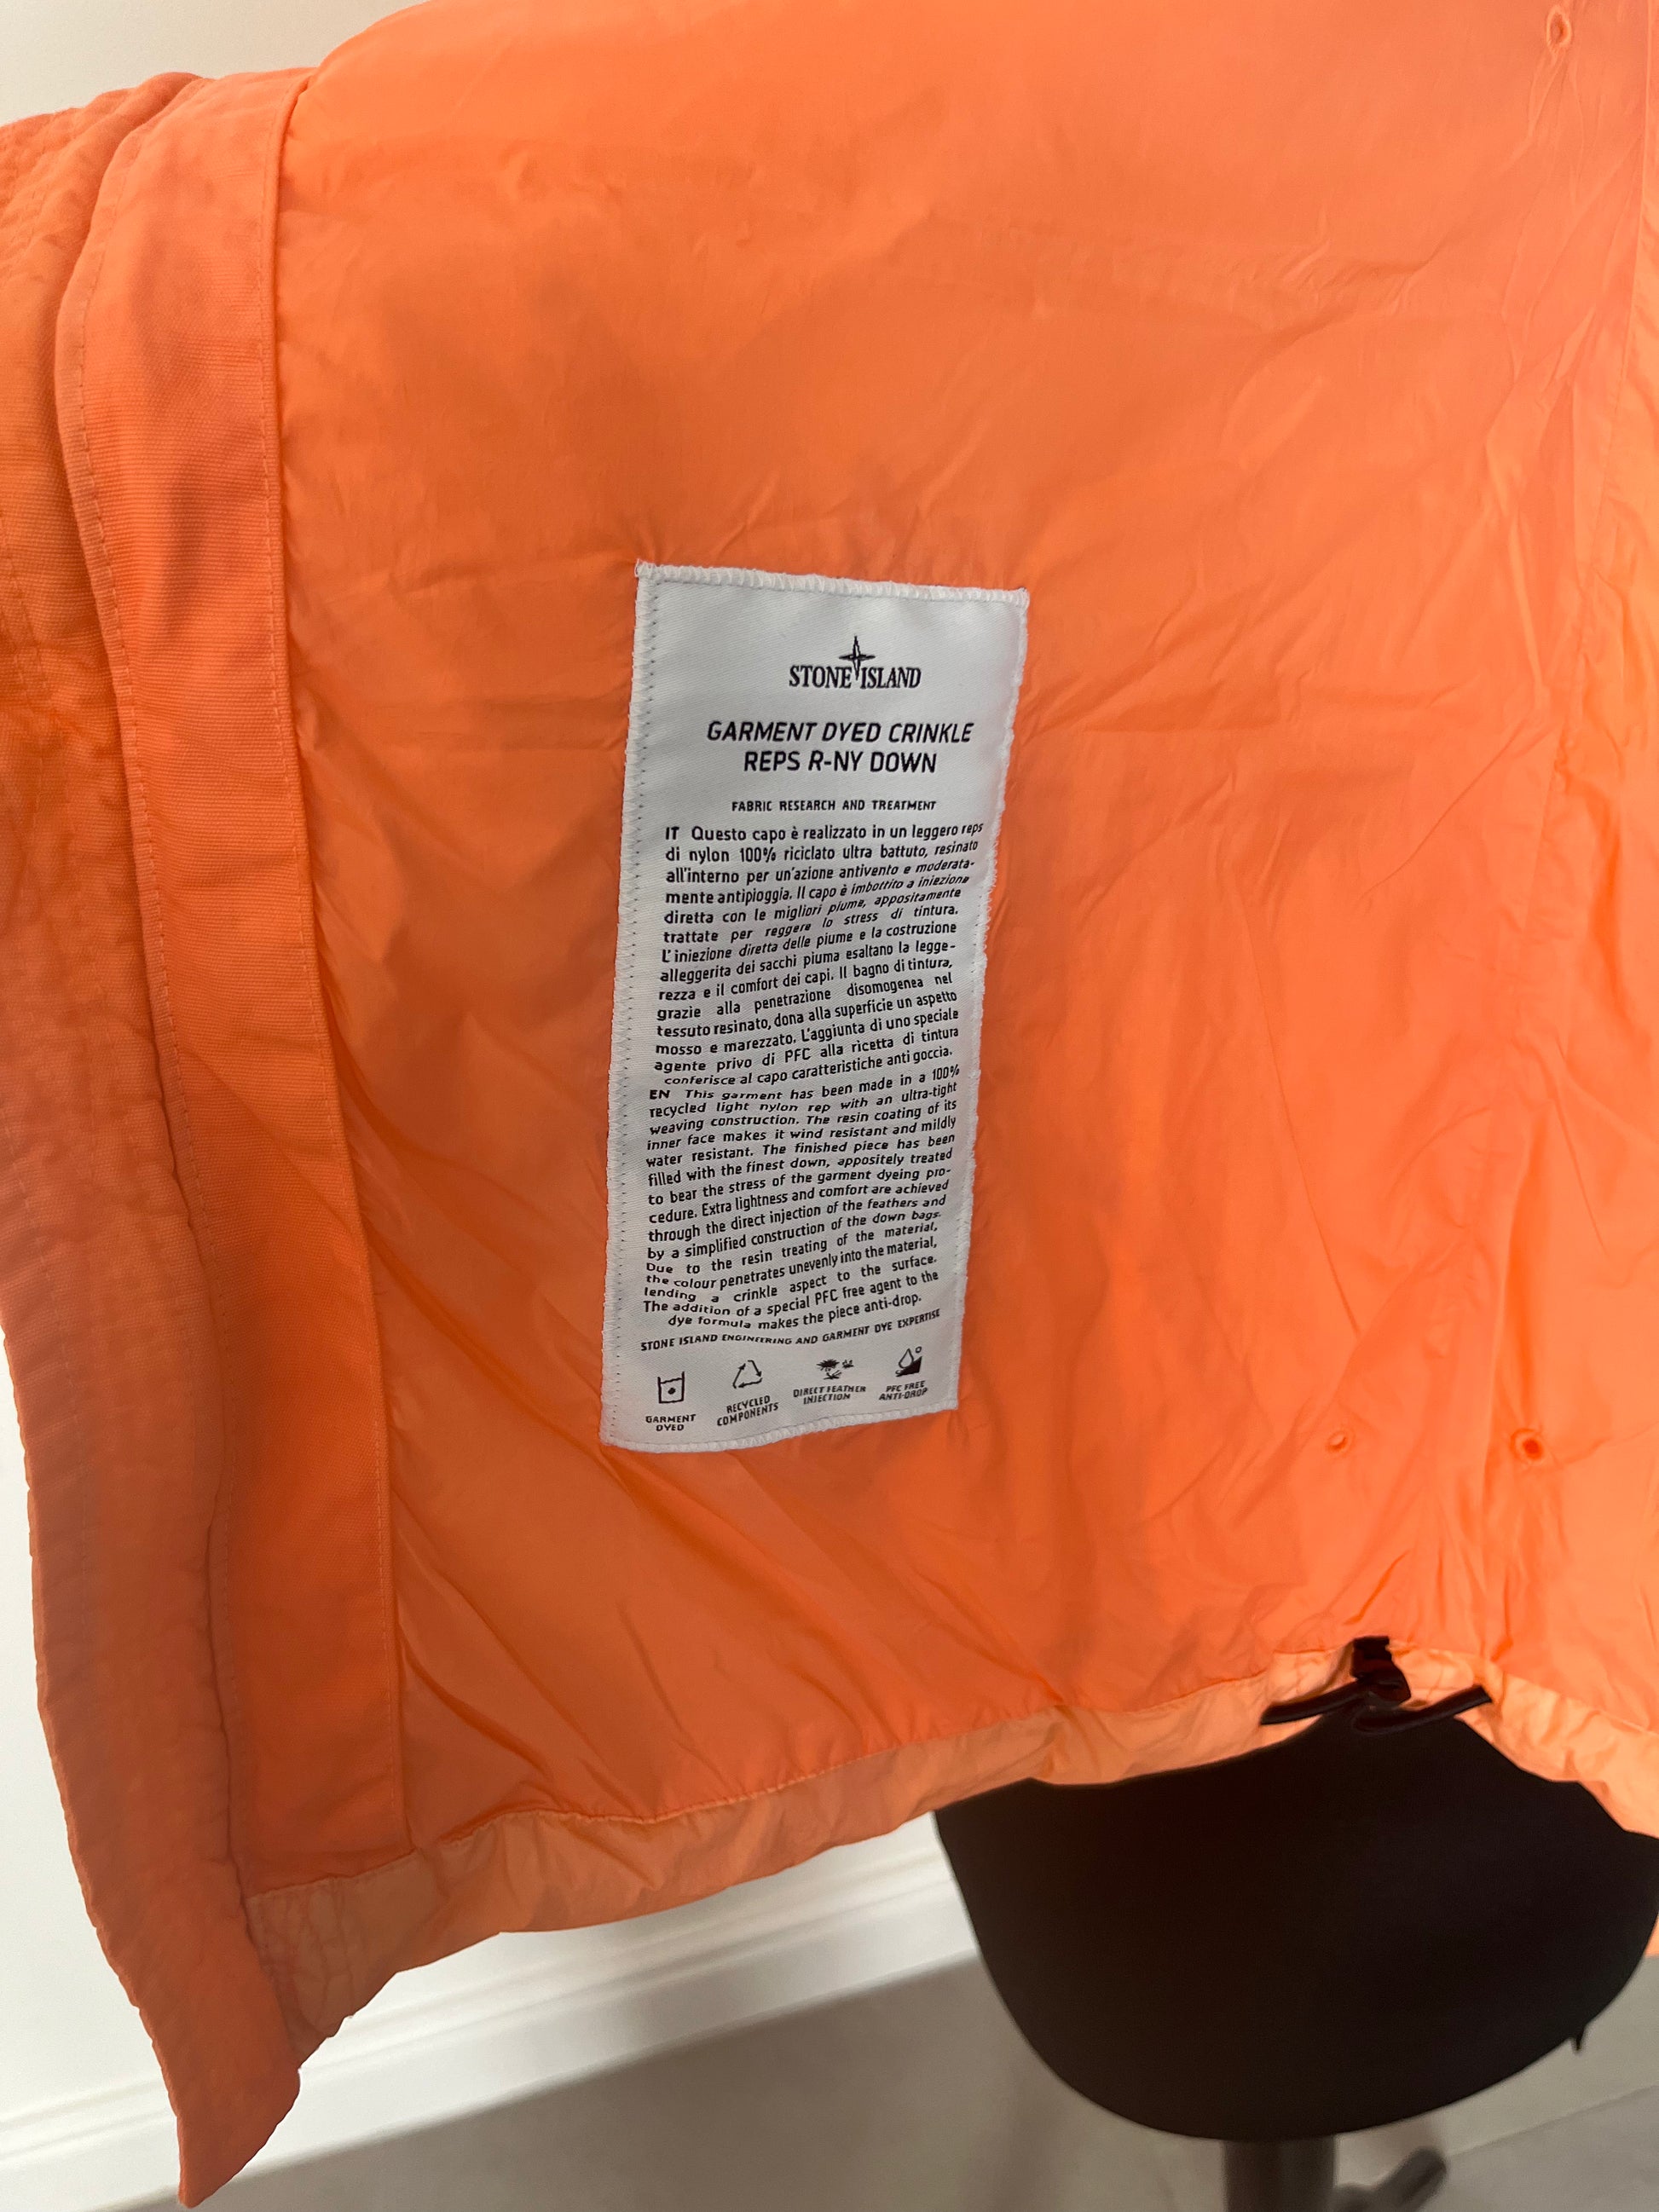 STONE ISLAND
GARMENT DYED CRINKLE
REPS R-NY DOWN
FABRIC RESEARCH AND TREATMENT
IT Questo capo è realizzato in un leggero reps
di nylon 100% riciclato ultra battuto, resinato
all'interno per un'azione antivento e moderata-
mente antipioggia. Il capo è imbottito a iniezione
diretta con le migliori piume, appositamente
trattate per reggere lo stress di tintura.
L'iniezione diretta delle piume e la costruzione
alleggerita dei sacchi piuma esaltano la legge-
rezza e il comfort dei capi. Il bagno di tintura,
grazie alla penetrazione disomogenea nel
tessuto resinato, dona alla superficie un aspetto
mosso e marezzato. L'aggiunta di uno speciale
agente privo di PFC alla ricetta di tintura
conferisce al capo caratteristiche anti goccia.
EN This garment has been made in a 100%
recycled light nylon rep with an ultra-tight
weaving construction. The resin coating of its
inner face makes it wind resistant and mildly
water resistant. The finished piece has been
filled with the finest down, appositely treated
to bear the stress of the garment dyeing pro-
cedure. Extra lightness and comfort are achieved
through the direct injection of the feathers and
by a simplified construction of the down bags.
Due to the resin treating of the material,
the colour penetrates unevenly into the material,
lending a crinkle aspect to the surface.
The addition of a special PFC free agent to the
dye formula makes the piece anti-drop.
STONE ISLAND ENGINEERING AND GARMENT DYE EXPERTISE
GARMENT
DYED
RECYCLED
COMPONENTS
DIRECT FEATHER
INJECTION
PFC FREE
ANTI-DROP